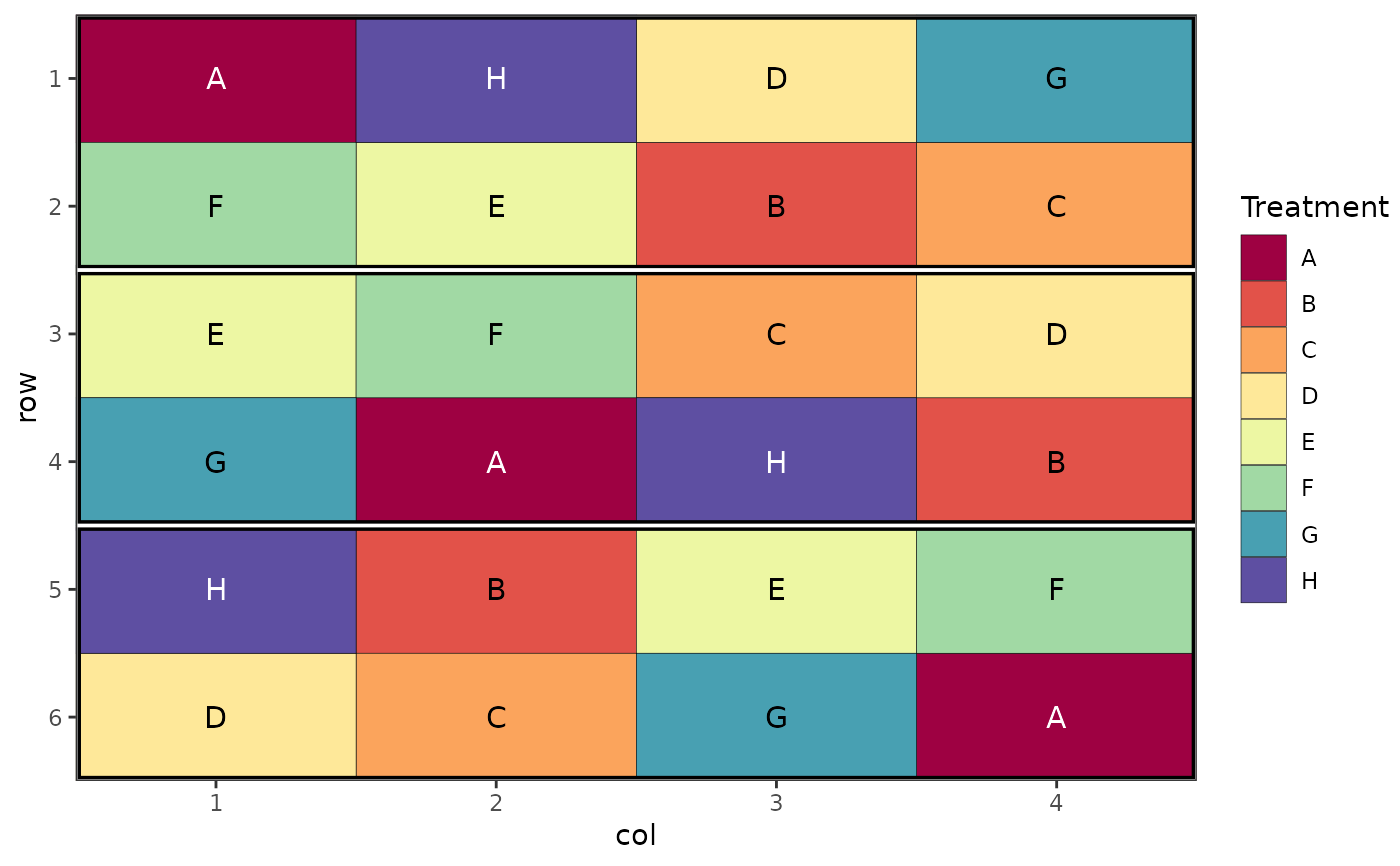 1 A H D G
2 F E B C
3 E F C D
4 G A H B
5 H B E F
6 D C G A
1 2 3 4
col
row
Treatment
A
B
C
D
E
F
G
H